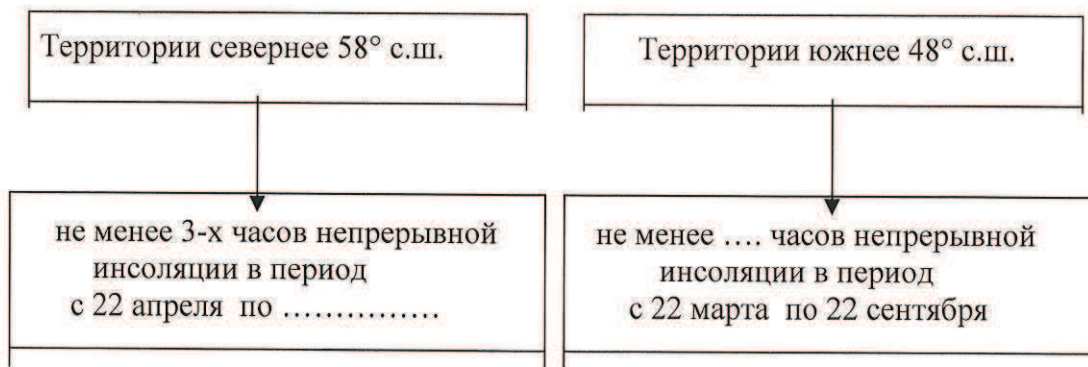 Территории севернее 58° с.ш.
Территории южнее 48° с.ш.
не менее 3-х часов непрерывной
инсоляции в период
с 22 апреля по ……………
не менее …. часов непрерывной
инсоляции в период
с 22 марта по 22 сентября